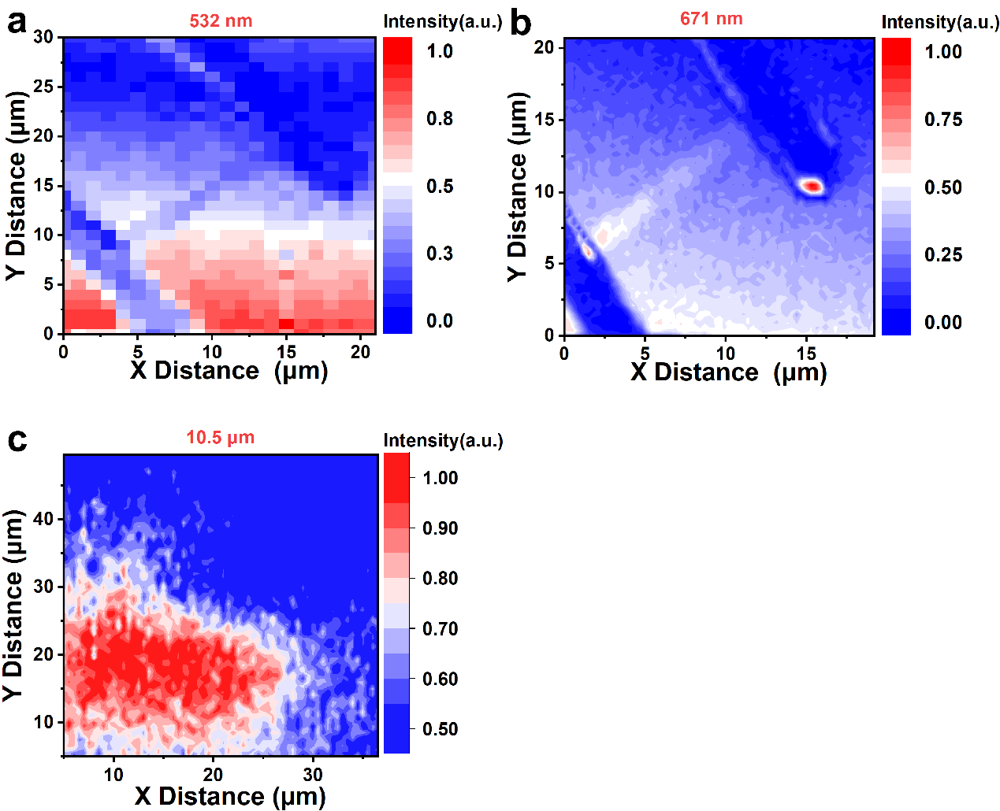 a
532 nm
Intensity(a.u.)
30
25
20
15
10
5
0
0
5
10
15
20
Y Distance (μm)
X Distance (μm)
1.0
0.8
0.5
0.3
0.0
b
671 nm
Intensity(a.u.)
20
15
10
5
0
0
5
10
15
Y Distance (μm)
X Distance (μm)
1.00
0.75
0.50
0.25
0.00
c
10.5 μm
Intensity(a.u.)
40
30
20
10
10
20
30
Y Distance (μm)
X Distance (μm)
1.00
0.90
0.80
0.70
0.60
0.50